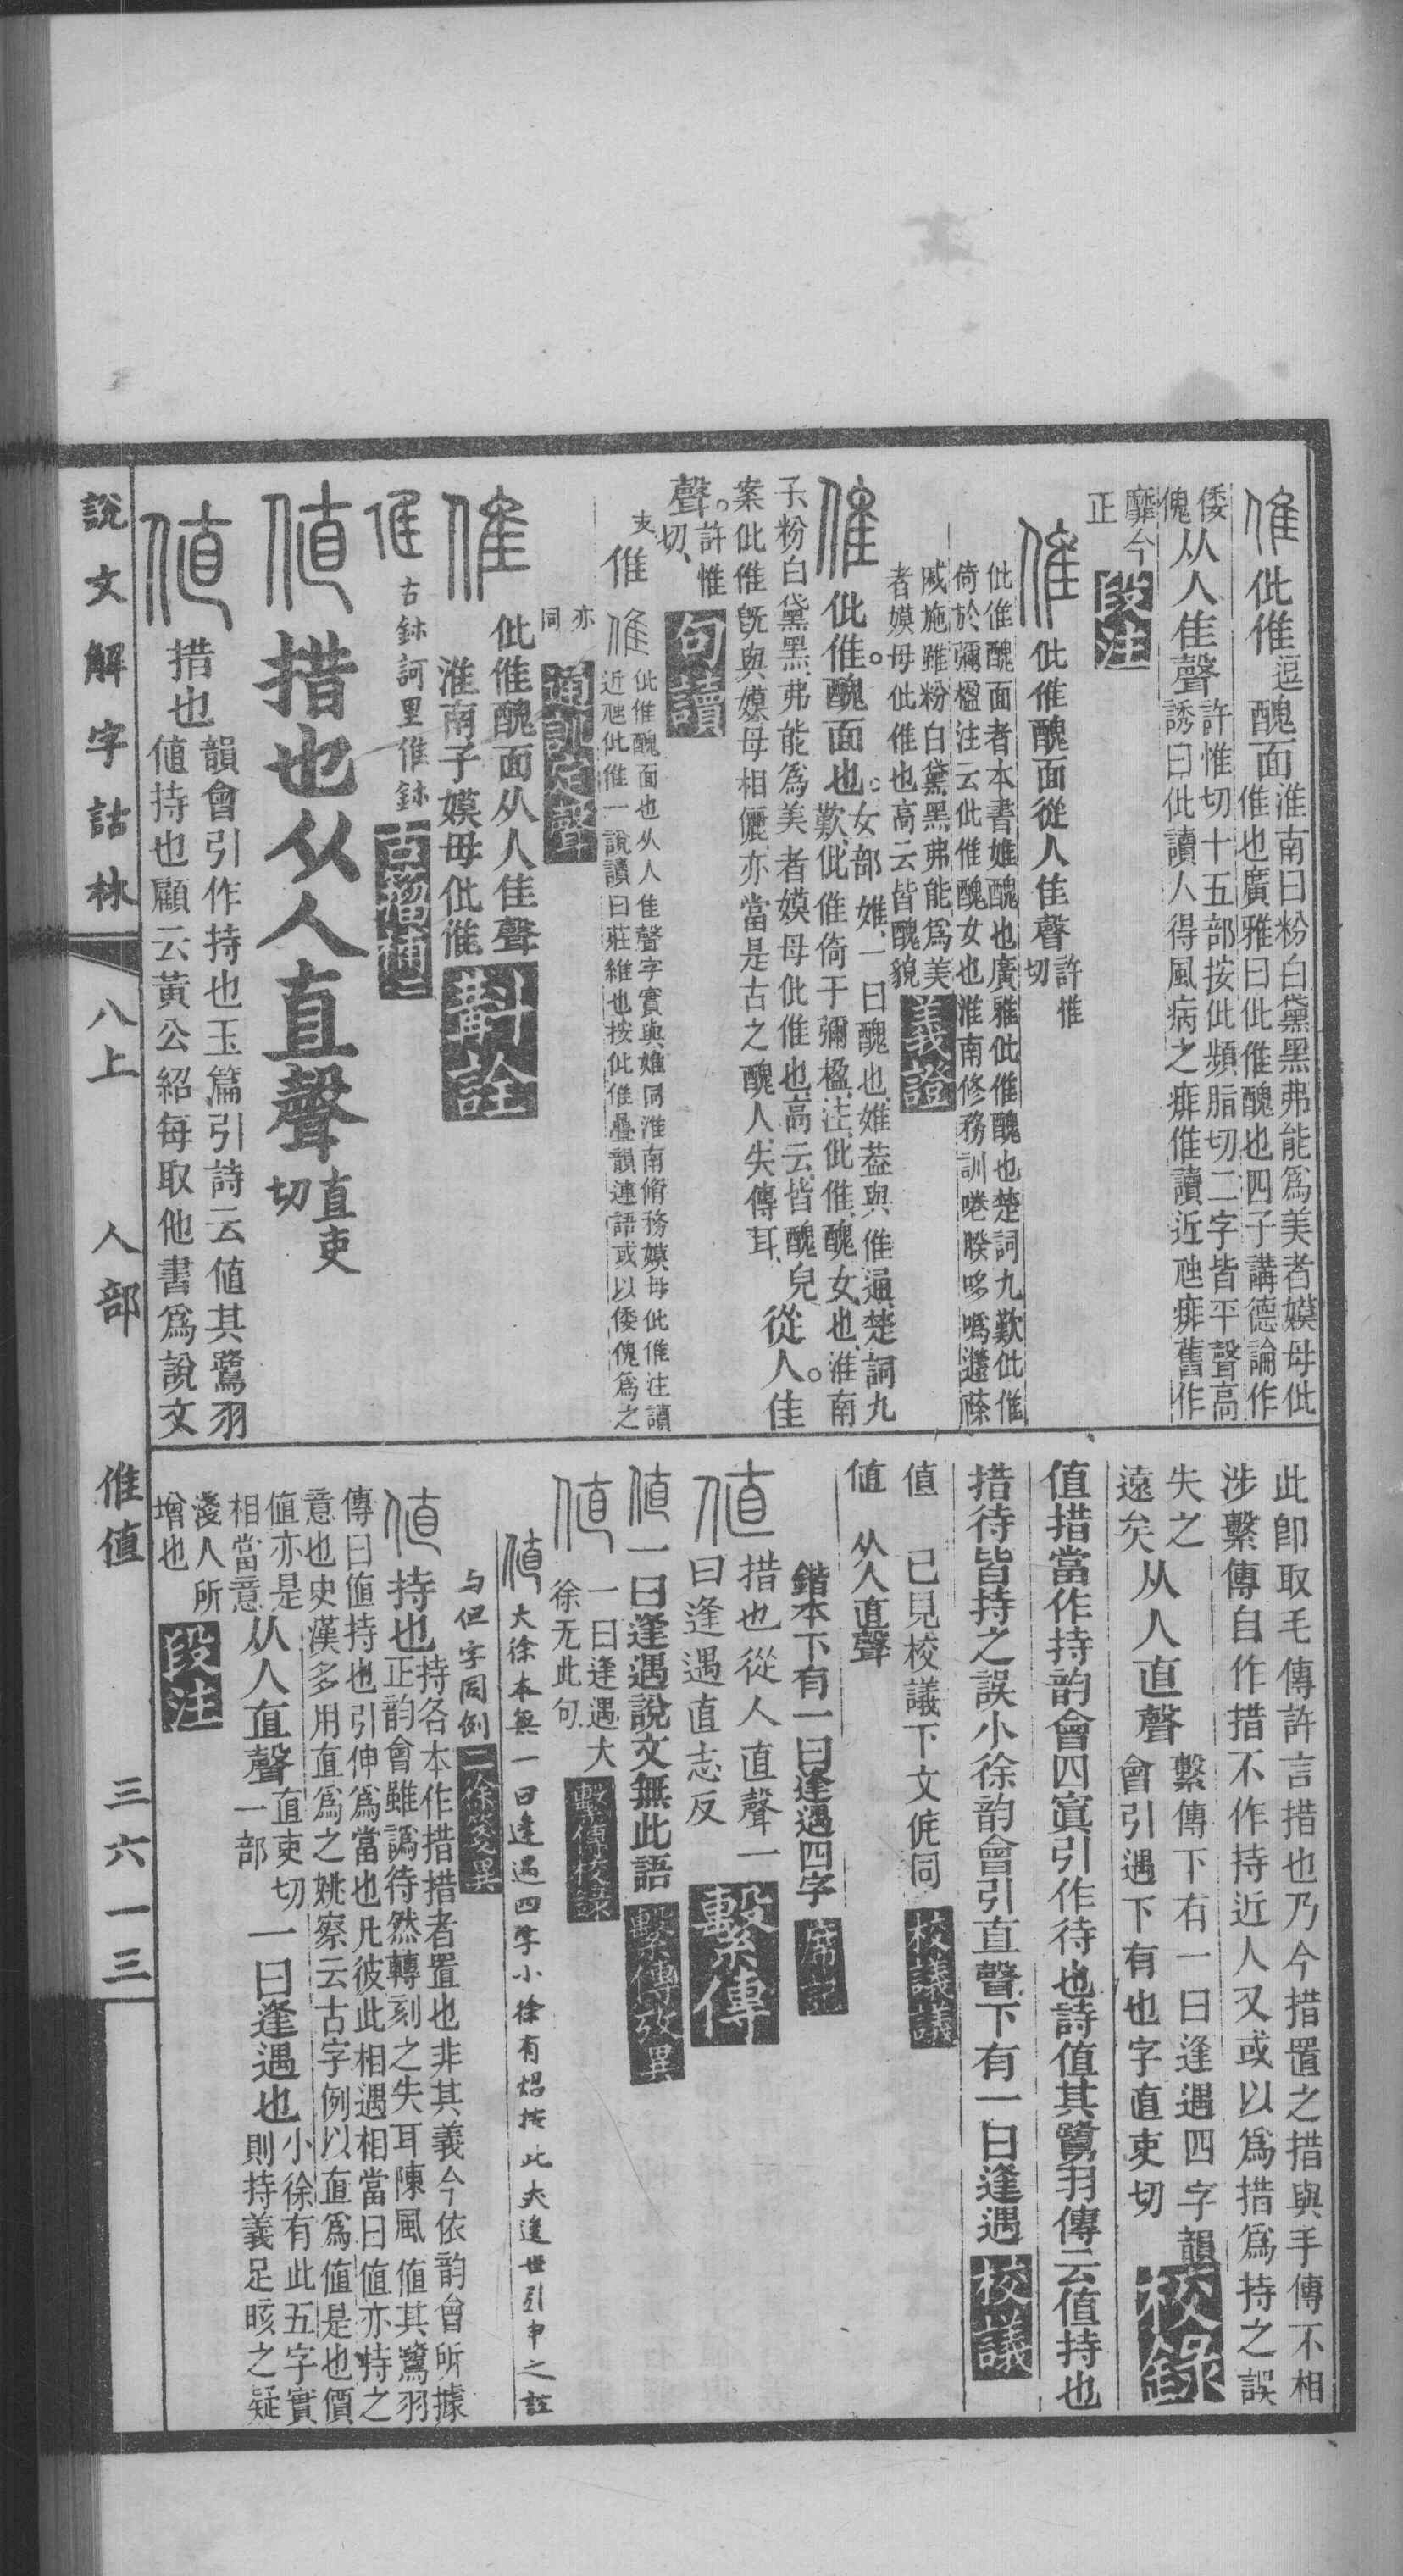 仳倠逗醜面淮南曰粉白黛黑弗能爲美者嫫母仳
倠也廣雅曰仳倠醜也四子講德論作
倭
傀从人隹聲許惟切十五部按仳頻脂切二字皆平聲高
誘曰仳讀人得風病之痱倠讀近虺痱舊作
靡今
正
段注
仳倠醜面從人隹聲許惟
切
仳倠醜面者本書婎醜也廣雅仳倠醜也楚詞九歎仳倠
倚於彌楹注云仳倠醜女也淮南修務訓啳睽哆噅籧蒢
戚施雖粉白黛黑弗能爲美
者嫫母仳倠也高云皆醜貌
義證
仳倠。醜面也。女部婎、一曰醜也、婎葢與倠通、楚詞九
歎、仳倠倚于彌楹、注、仳倠、醜女也、淮南
子、粉白黛黑、弗能爲美者、嫫母仳倠也、高云、皆醜皃
案仳倠旣與嫫母相儷、亦當是古之醜人、失傳耳、
從人。隹
聲。許惟
切、
句讀
支
倠
仳倠醜面也从人隹聲字實與婎同淮南脩務嫫母仳倠注讀
近虺仳倠一說讀曰莊維也按仳倠疊韻連語或以倭傀爲之
亦
同
通訓定聲
仳倠醜面从人隹聲
淮南子嫫母仳倠
斠詮
古鉥訶里倠鉥
古籀補補
措也从人直聲直吏
切
措也韻會引作持也玉篇引詩云値其鷺羽
値持也顧云黃公紹每取他書爲說文
此卽取毛傳許言措也乃今措置之措與手傳不相
涉繫傳自作措不作持近人又或以爲措爲持之誤
失之
遠矣
从人直聲繫傳下有一曰逢遇四字韻
會引遇下有也字直吏切
校錄
值措當作持韵會四寘引作待也詩值其鷺羽傳云值持也
措待皆持之誤小徐韵會引直聲下有一曰逢遇
校議
值
已見校議下文侂同
校議議
値
从人直聲
鍇本下有一曰逢遇四字
席記
措也從人直聲一
曰逢遇直志反
繫傳
一曰逢遇說文無此語
繫傳攷異
一曰逢遇大
徐无此句
繫傳校錄
大徐本無一曰逢遇四字小徐有焻按此夫後世引申之註
与但字同例
二徐箋異
持也持各本作措措者置也非其義今依韵會所據
正韵會雖譌待然轉刻之失耳陳風値其鷺羽
傳曰値持也引伸爲當也凡彼此相遇相當曰値亦持之
意也史漢多用直爲之姚察云古字例以直爲値是也價
値亦是
相當意
从人直聲直吏切
一部
一曰逢遇也小徐有此五字實
則持義足晐之疑
淺人所
增也
段注
說文解字詁林
八上
人部
倠値
三六一三